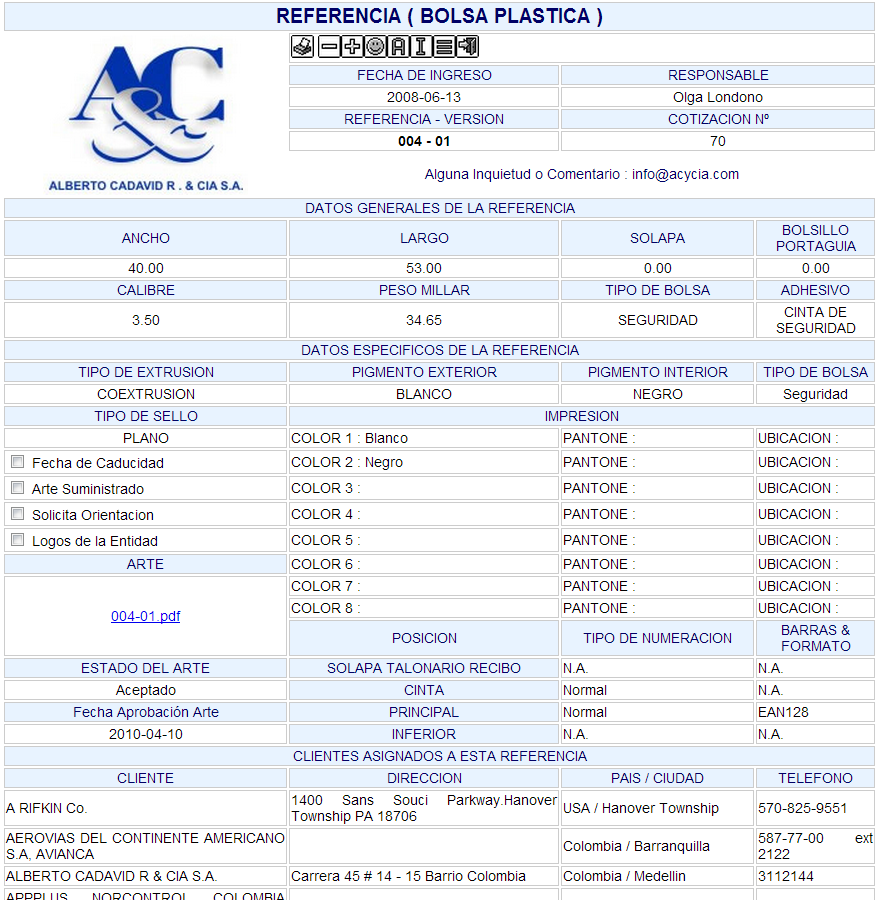 REFERENCIA ( BOLSA PLASTICA )
A&C
ALBERTO CADAVID R . & CIA S.A.
FECHA DE INGRESO RESPONSABLE
2008-06-13 Olga Londono
REFERENCIA - VERSION COTIZACION Nº
004 - 01 70
Alguna Inquietud o Comentario : info@acycia.com
DATOS GENERALES DE LA REFERENCIA
ANCHO LARGO SOLAPA BOLSILLO
PORTAGUIA
40.00 53.00 0.00 0.00
CALIBRE PESO MILLAR TIPO DE BOLSA ADHESIVO
3.50 34.65 SEGURIDAD CINTA DE
SEGURIDAD
DATOS ESPECIFICOS DE LA REFERENCIA
TIPO DE EXTRUSION PIGMENTO EXTERIOR PIGMENTO INTERIOR TIPO DE BOLSA
COEXTRUSION BLANCO NEGRO Seguridad
TIPO DE SELLO IMPRESION
PLANO COLOR 1 : Blanco PANTONE : UBICACION :
Fecha de Caducidad COLOR 2 : Negro PANTONE : UBICACION :
Arte Suministrado COLOR 3 : PANTONE : UBICACION :
Solicita Orientacion COLOR 4 : PANTONE : UBICACION :
Logos de la Entidad COLOR 5 : PANTONE : UBICACION :
ARTE COLOR 6 : PANTONE : UBICACION :
COLOR 7 : PANTONE : UBICACION :
004-01.pdf COLOR 8 : PANTONE : UBICACION :
POSICION TIPO DE NUMERACION BARRAS &
FORMATO
ESTADO DEL ARTE SOLAPA TALONARIO RECIBO N.A. N.A.
Aceptado CINTA Normal N.A.
Fecha Aprobación Arte PRINCIPAL Normal EAN128
2010-04-10 INFERIOR N.A. N.A.
CLIENTES ASIGNADOS A ESTA REFERENCIA
CLIENTE DIRECCION PAIS / CIUDAD TELEFONO
A RIFKIN Co. 1400 Sans Souci Parkway.Hanover
Township PA 18706 USA / Hanover Township 570-825-9551
AEROVIAS DEL CONTINENTE AMERICANO
S.A, AVIANCA Colombia / Barranquilla 587-77-00 ext
2122
ALBERTO CADAVID R & CIA S.A. Carrera 45 # 14 - 15 Barrio Colombia Colombia / Medellin 3112144
APPPLUS NORCONTROL COLOMBIA